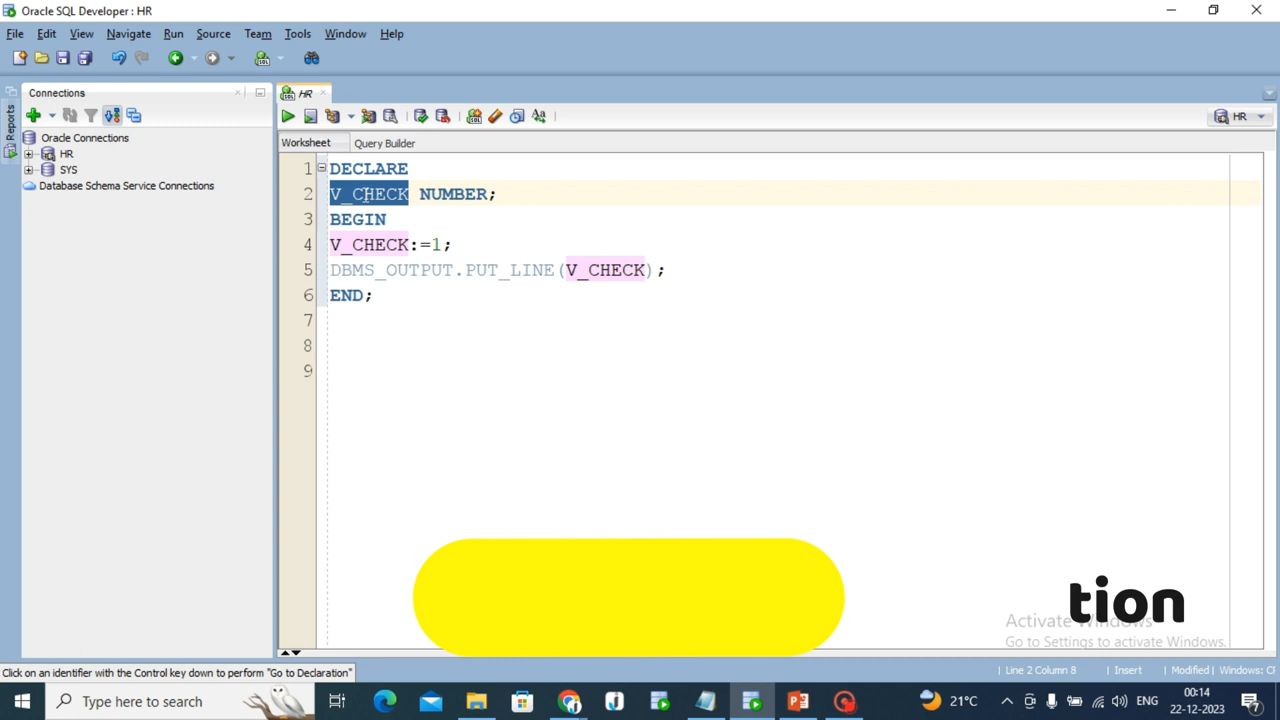 Oracle SQL Developer : HR
File Edit View Navigate Run Source Team Tools Window Help
Connections
HR
Reports
Oracle Connections
HR
SYS
Database Schema Service Connections
HR
Worksheet Query Builder
1 DECLARE
2 V_CHECK NUMBER;
3 BEGIN
4 V_CHECK:=1;
5 DBMS_OUTPUT.PUT_LINE(V_CHECK);
6 END;
7
8
9
tion
Activate Windows
Go to Settings to activate Windows.
Click on an identifier with the Control key down to perform "Go to Declaration"
Line 2 Column 8 Insert Modified Windows: CF
Type here to search
21°C
ENG
00:14
22-12-2023
7